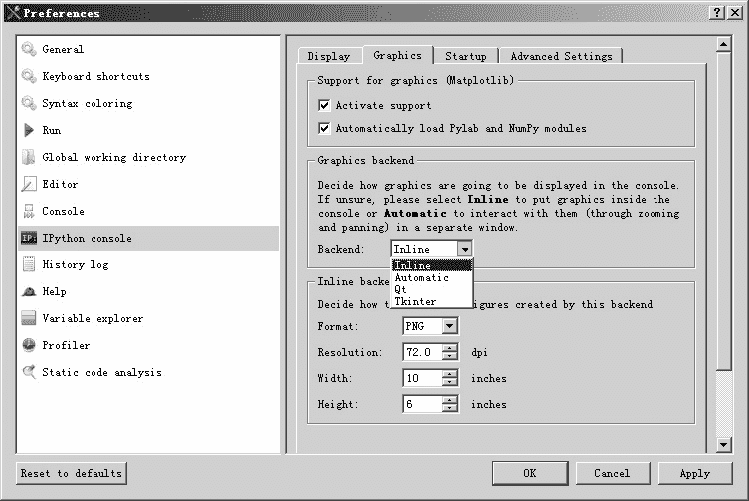 Preferences
General
Keyboard shortcuts
Syntax coloring
Run
Global working directory
Editor
Console
IP: IPython console
History log
Help
Variable explorer
Profiler
Static code analysis
Display Graphics Startup Advanced Settings
Support for graphics (Matplotlib)
Activate support
Automatically load Pylab and NumPy modules
Graphics backend
Decide how graphics are going to be displayed in the console.
If unsure, please select Inline to put graphics inside the
console or Automatic to interact with them (through zooming
and panning) in a separate window.
Backend: Inline
Inline
Automatic
Qt
Tkinter
Inline backe
Decide how t igures created by this backend
Format: PNG
Resolution: 72.0 dpi
Width: 10 inches
Height: 6 inches
Reset to defaults OK Cancel Apply